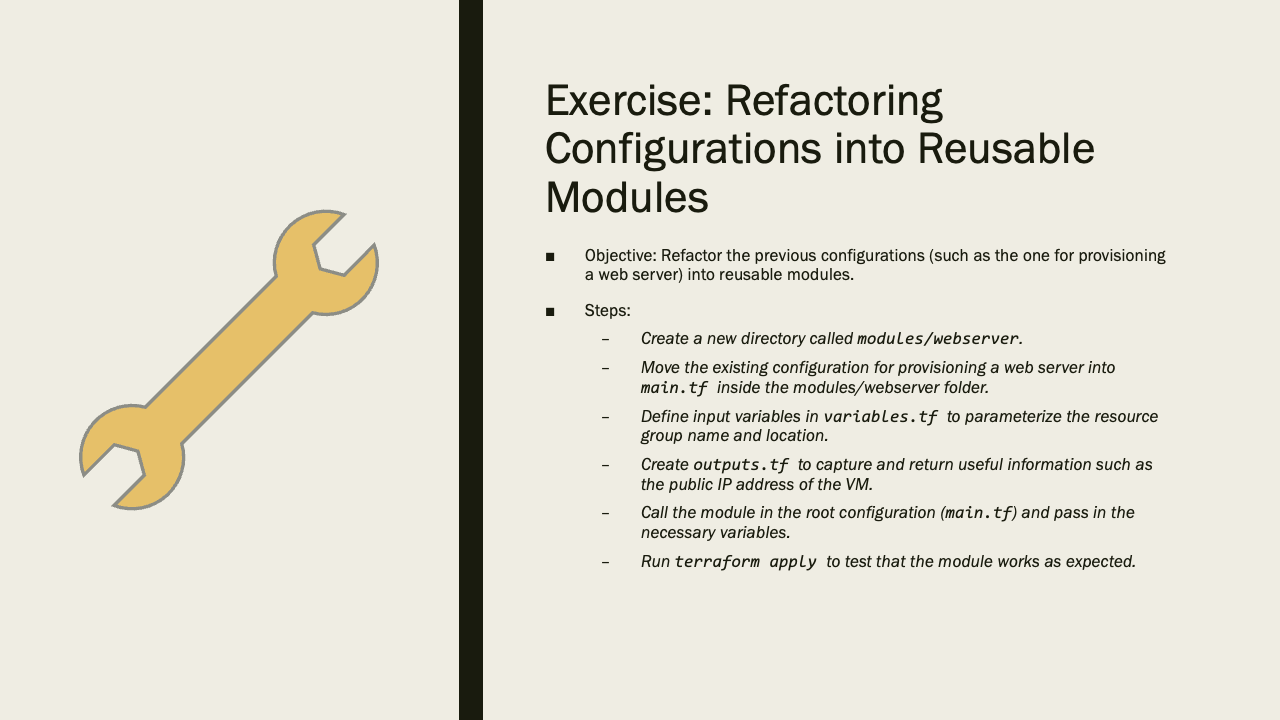 Exercise: Refactoring
Configurations into Reusable
Modules
■ Objective: Refactor the previous configurations (such as the one for provisioning
a web server) into reusable modules.
■ Steps:
– Create a new directory called modules/webserver.
– Move the existing configuration for provisioning a web server into
main.tf inside the modules/webserver folder.
– Define input variables in variables.tf to parameterize the resource
group name and location.
– Create outputs.tf to capture and return useful information such as
the public IP address of the VM.
– Call the module in the root configuration (main.tf) and pass in the
necessary variables.
– Run terraform apply to test that the module works as expected.